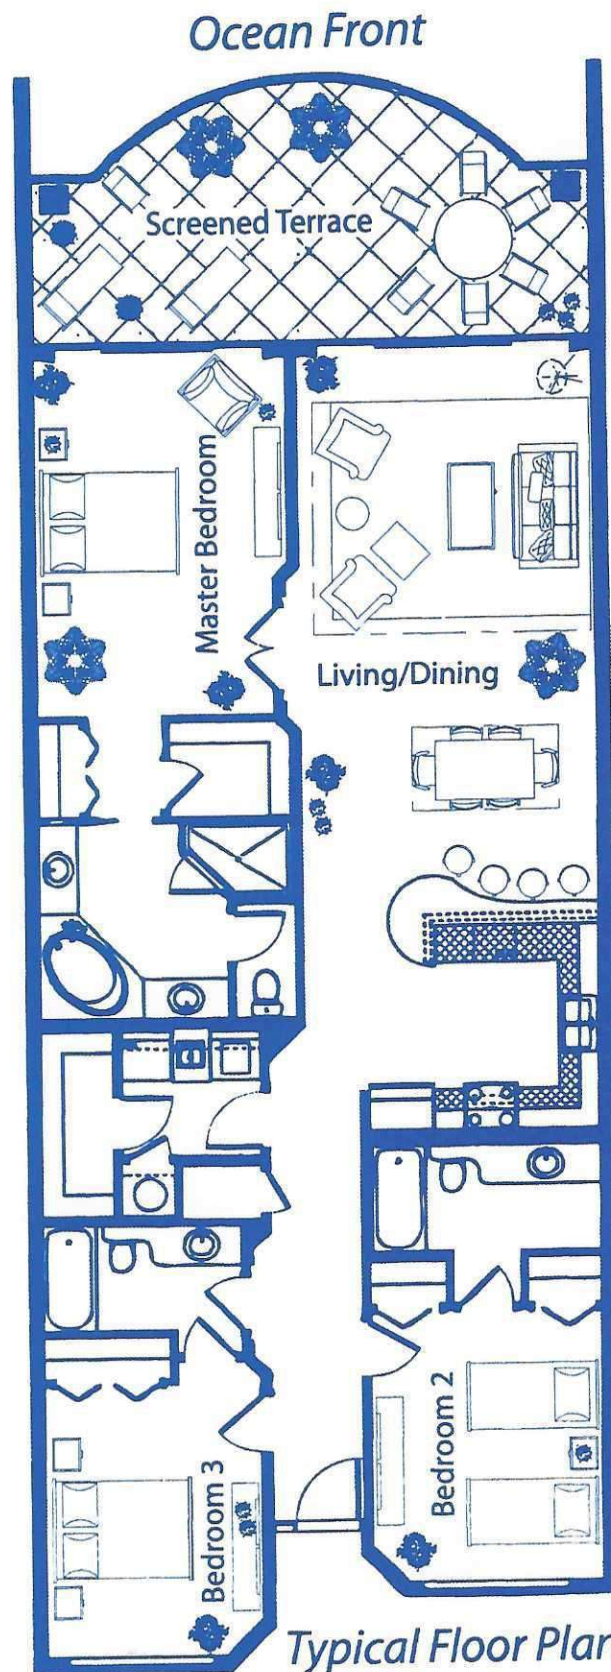 Ocean Front
Screened Terrace
Master Bedroom
Living/Dining
Bedroom 2
Bedroom 3
Typical Floor Plan